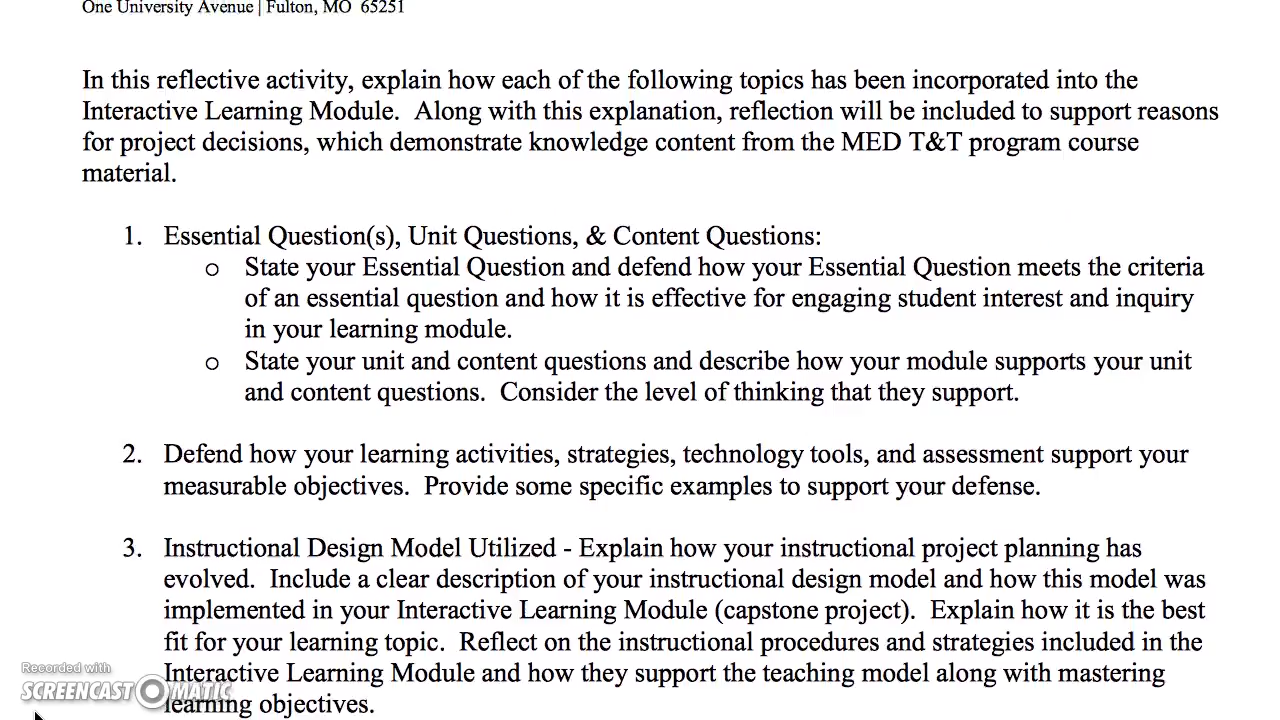 One University Avenue | Fulton, MO  65251
In this reflective activity, explain how each of the following topics has been incorporated into the
Interactive Learning Module.  Along with this explanation, reflection will be included to support reasons
for project decisions, which demonstrate knowledge content from the MED T&T program course
material.
1. Essential Question(s), Unit Questions, & Content Questions:
o State your Essential Question and defend how your Essential Question meets the criteria
of an essential question and how it is effective for engaging student interest and inquiry
in your learning module.
o State your unit and content questions and describe how your module supports your unit
and content questions.  Consider the level of thinking that they support.
2. Defend how your learning activities, strategies, technology tools, and assessment support your
measurable objectives.  Provide some specific examples to support your defense.
3. Instructional Design Model Utilized - Explain how your instructional project planning has
evolved.  Include a clear description of your instructional design model and how this model was
implemented in your Interactive Learning Module (capstone project).  Explain how it is the best
fit for your learning topic.  Reflect on the instructional procedures and strategies included in the
Interactive Learning Module and how they support the teaching model along with mastering
learning objectives.
Recorded with
SCREENCAST O MATIC